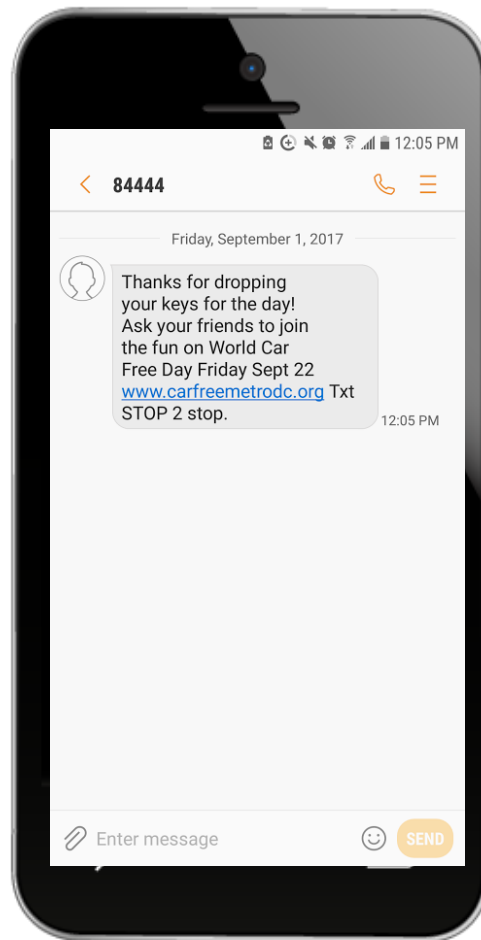 12:05 PM
84444
Friday, September 1, 2017
Thanks for dropping
your keys for the day!
Ask your friends to join
the fun on World Car
Free Day Friday Sept 22
www.carfreemetrodc.org Txt
STOP 2 stop.
12:05 PM
Enter message
SEND